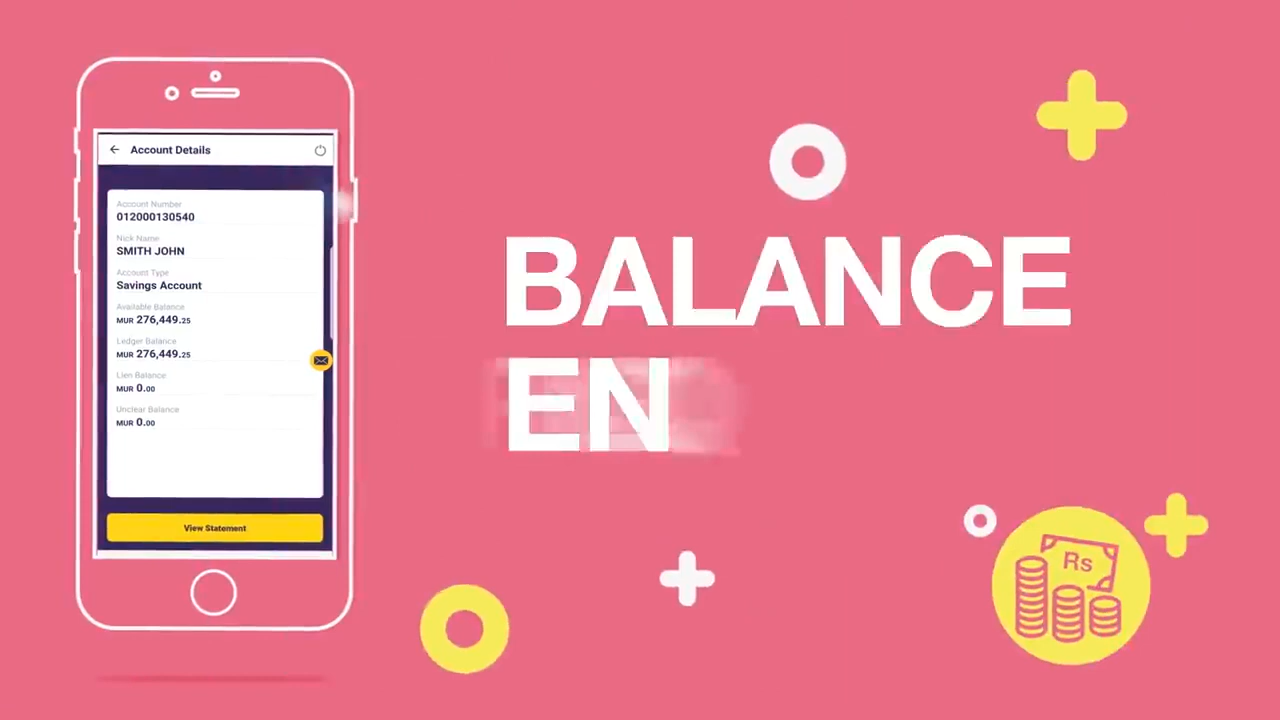 Account Details
Account Number
012000130540
Nick Name
SMITH JOHN
Account Type
Savings Account
Available Balance
MUR 276,449.25
Ledger Balance
MUR 276,449.25
Lien Balance
MUR 0.00
Unclear Balance
MUR 0.00
View Statement
BALANCE
EN
Rs